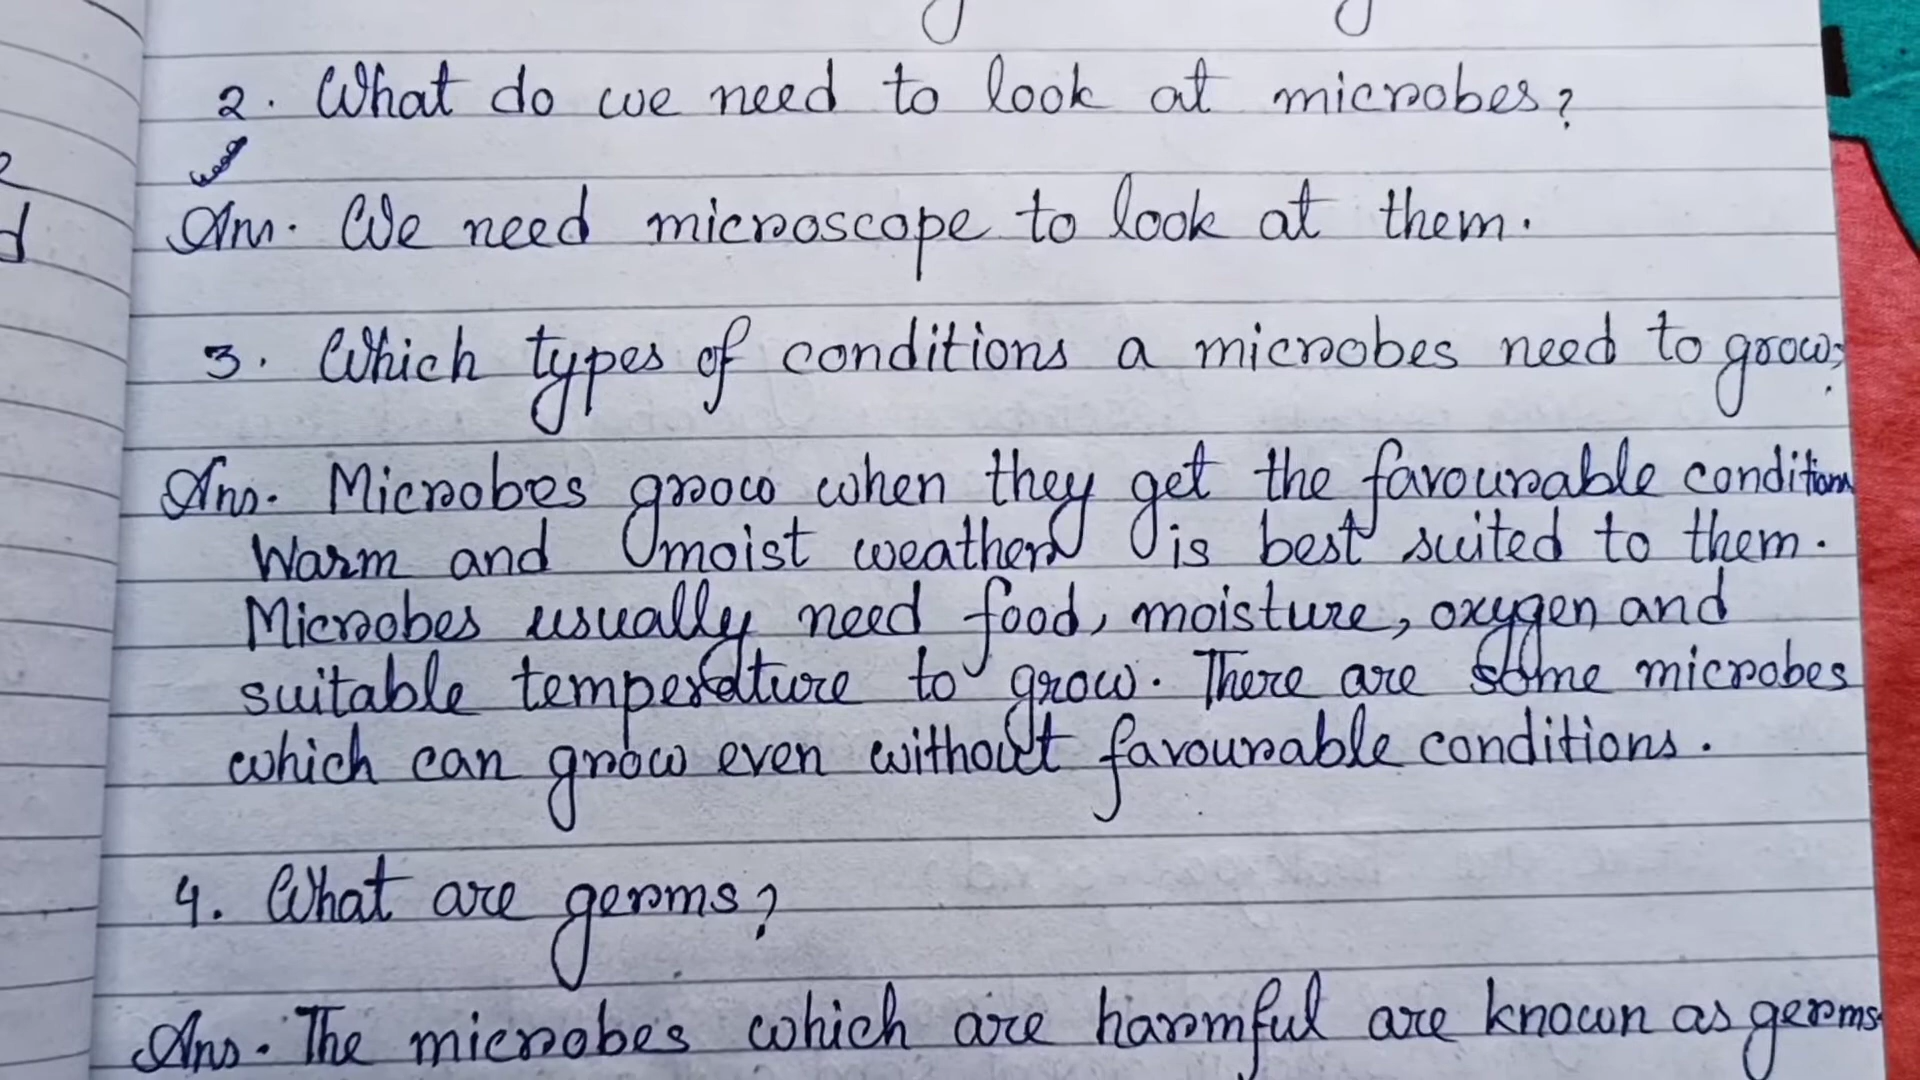 2. What do we need to look at microbes?
Ans. We need microscope to look at them.
3. Which types of conditions a microbes need to grow?
Ans. Microbes grow when they get the favourable conditions
Warm and moist weather is best suited to them.
Microbes usually need food, moisture, oxygen and
suitable temperature to grow. There are some microbes
which can grow even without favourable conditions.
4. What are germs?
Ans. The microbes which are harmful are known as germs